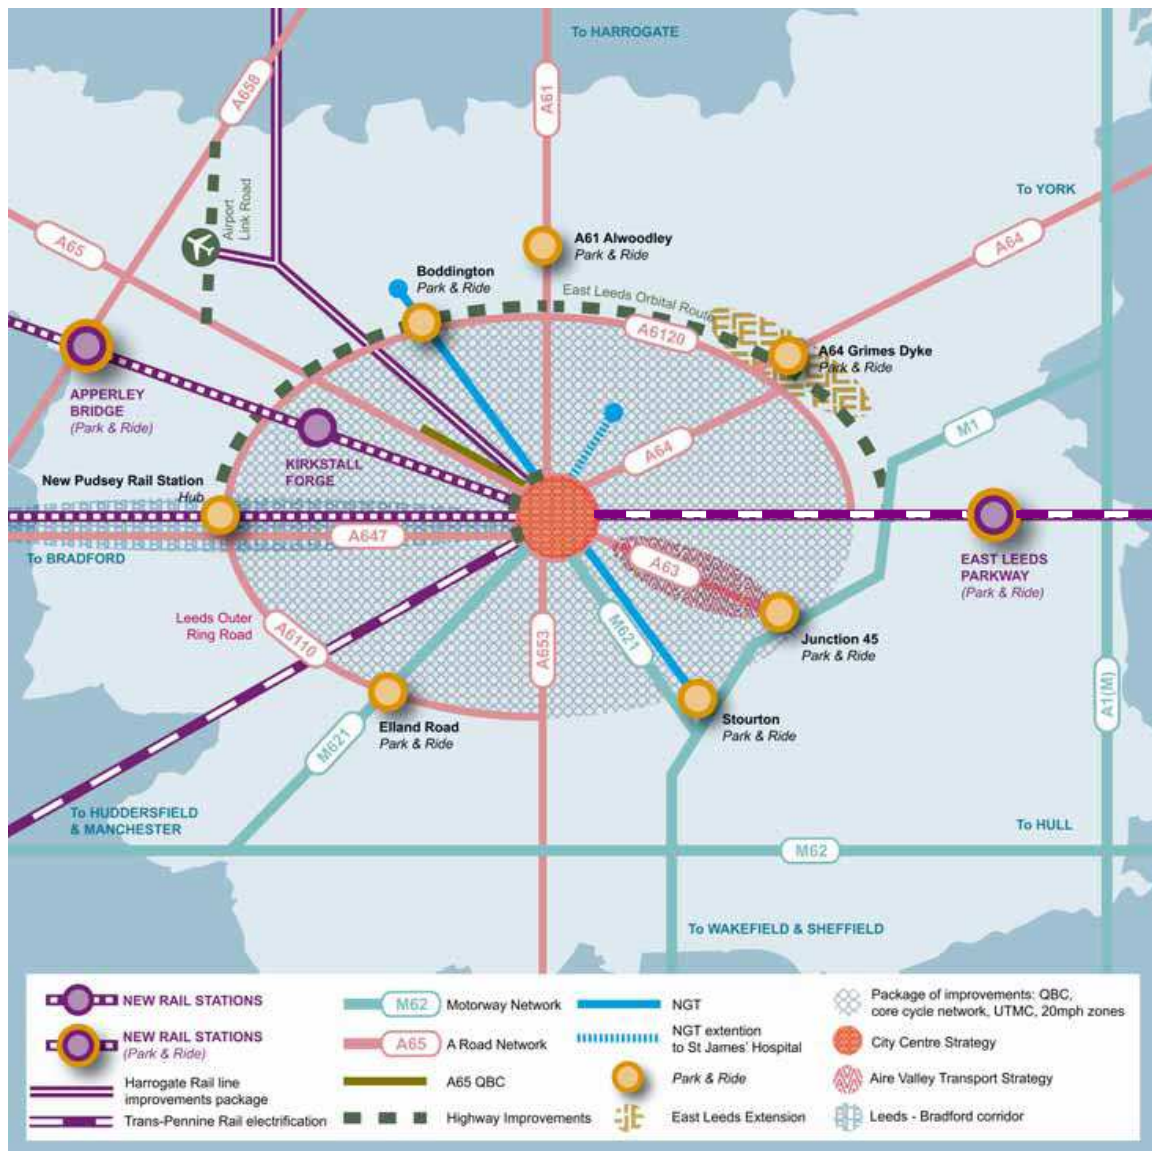 To HARROGATE
A658
A61
To YORK
Airport
Link Road
A65
A61 Alwoodley
Park & Ride
A64
Boddington
Park & Ride
East Leeds Orbital Route
A6120
A64 Grimes Dyke
Park & Ride
APPERLEY
BRIDGE
(Park & Ride)
M1
A64
KIRKSTALL
FORGE
New Pudsey Rail Station
Hub
A647
To BRADFORD
A63
EAST LEEDS
PARKWAY
(Park & Ride)
Leeds Outer
Ring Road
A6110
A653
M621
Junction 45
Park & Ride
A1(M)
Elland Road
Park & Ride
M621
Stourton
Park & Ride
To HUDDERSFIELD
& MANCHESTER
To HULL
M62
To WAKEFIELD & SHEFFIELD
NEW RAIL STATIONS
NEW RAIL STATIONS
(Park & Ride)
Harrogate Rail line
improvements package
Trans-Pennine Rail electrification
M62
Motorway Network
A65
A Road Network
A65 QBC
Highway Improvements
NGT
NGT extention
to St James' Hospital
Park & Ride
East Leeds Extension
Package of improvements: QBC,
core cycle network, UTMC, 20mph zones
City Centre Strategy
Aire Valley Transport Strategy
Leeds - Bradford corridor